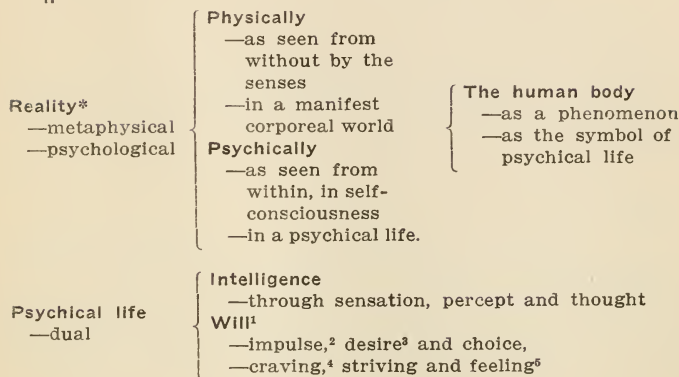 Reality*
—metaphysical
—psychological
Physically
—as seen from
without by the
senses
—in a manifest
corporeal world
Psychically
—as seen from
within, in self-
consciousness
—in a psychical life.
The human body
—as a phenomenon
—as the symbol of
psychical life
Psychical life
—dual
Intelligence
—through sensation, percept and thought
Will¹
—impulse,² desire³ and choice,
—craving,⁴ striving and feeling⁵